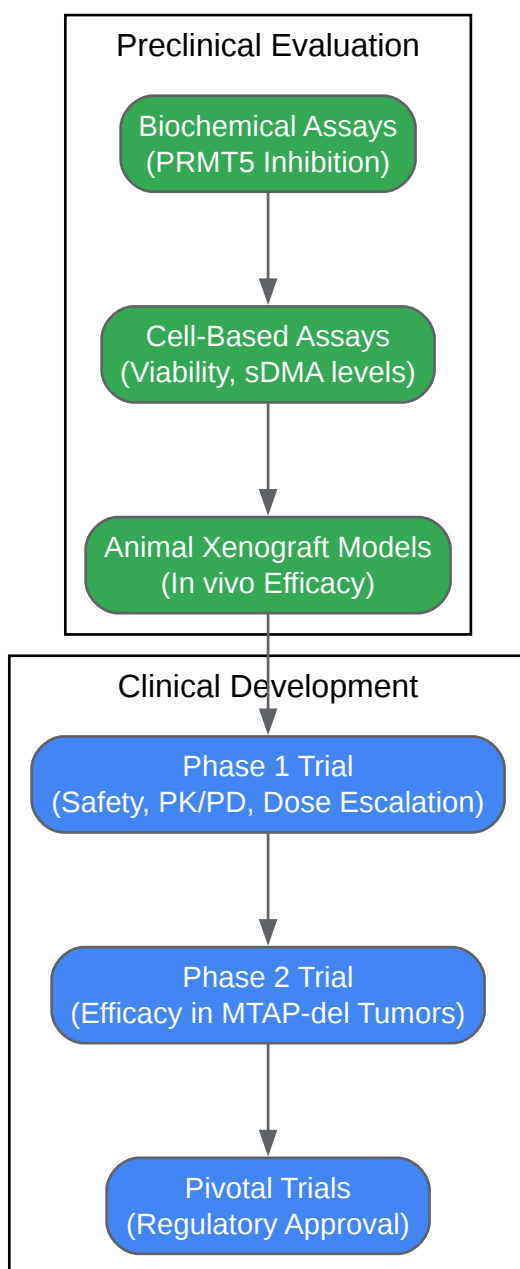 Preclinical Evaluation
Biochemical Assays
(PRMT5 Inhibition)
Cell-Based Assays
(Viability, sDMA levels)
Animal Xenograft Models
(In vivo Efficacy)
Clinical Development
Phase 1 Trial
(Safety, PK/PD, Dose Escalation)
Phase 2 Trial
(Efficacy in MTAP-del Tumors)
Pivotal Trials
(Regulatory Approval)